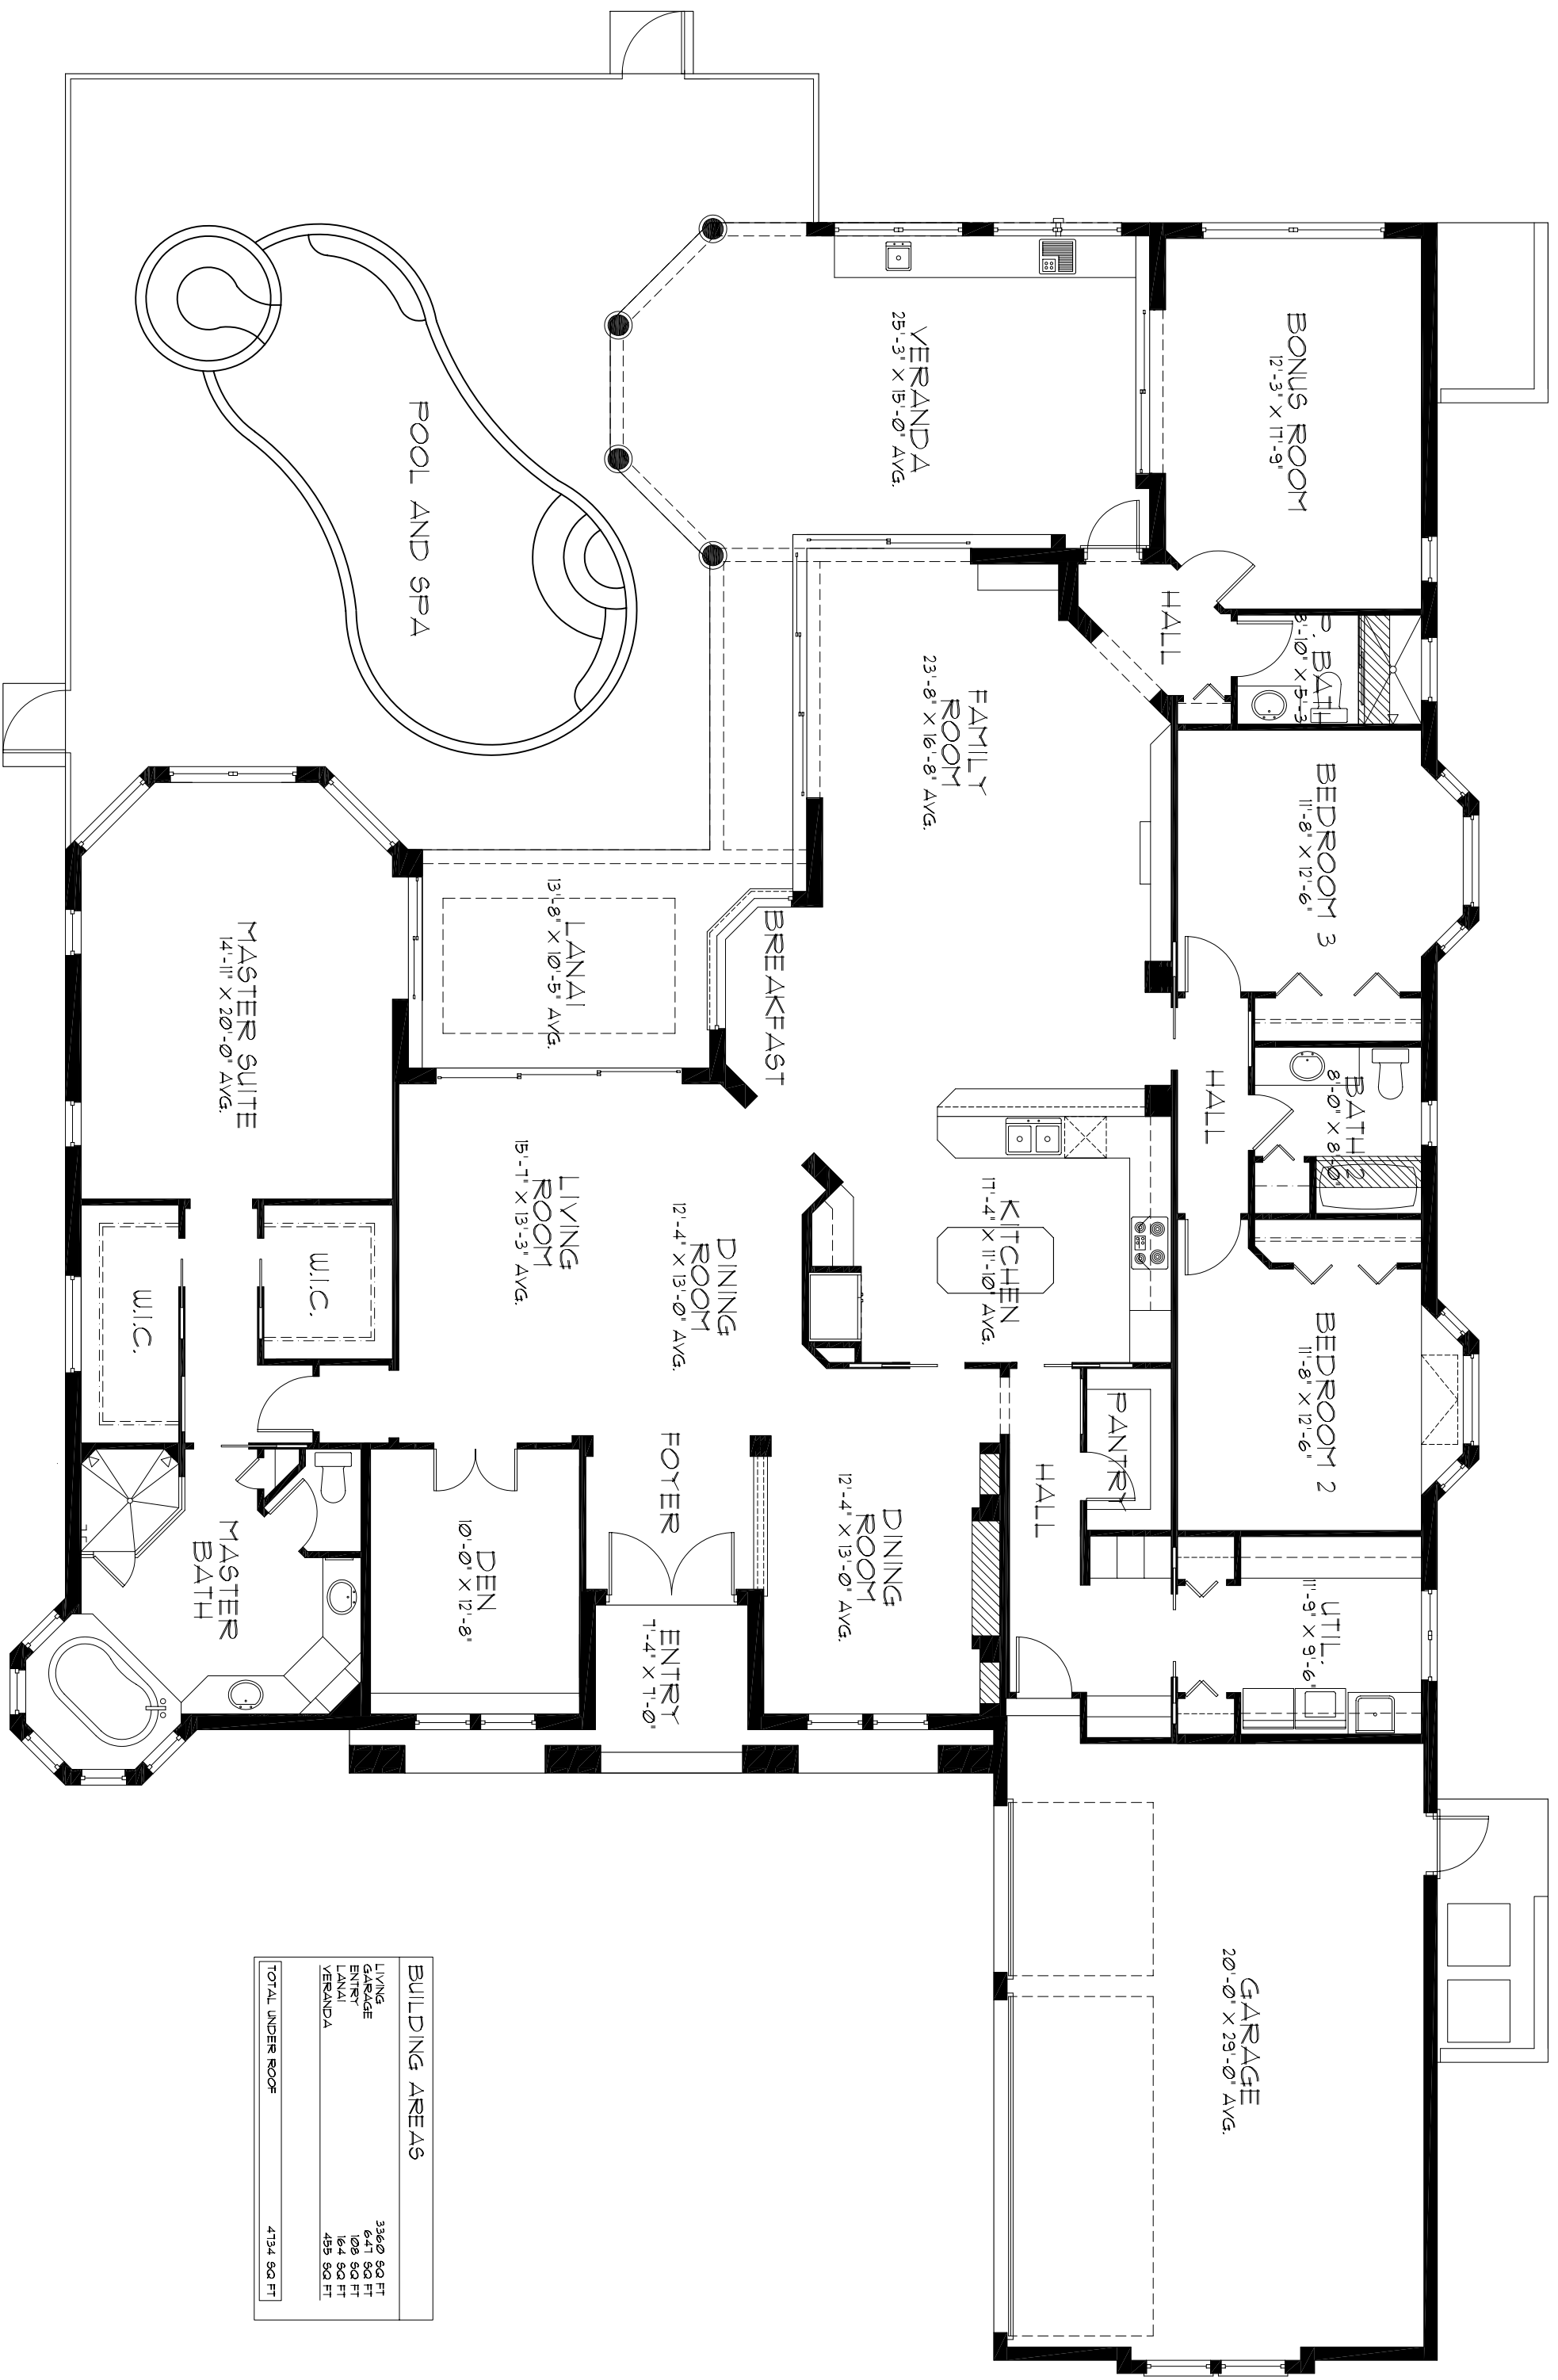 BONUS ROOM
12'-3" X 17'-9"
VERANDA
25'-3" X 15'-0" AVG.
POOL AND SPA
HALL
P. BATH
8'-10" X 5'-3"
FAMILY
ROOM
23'-8" X 16'-8" AVG.
BEDROOM 3
11'-8" X 12'-6"
BREAKFAST
LANAI
13'-8" X 10'-5" AVG.
MASTER SUITE
14'-11" X 20'-0" AVG.
HALL
BATH 2
8'-0" X 8'-0"
KITCHEN
17'-4" X 11'-10" AVG.
LIVING
ROOM
15'-7" X 13'-3" AVG.
DINING
ROOM
12'-4" X 13'-0" AVG.
W.I.C.
W.I.C.
BEDROOM 2
11'-8" X 12'-6"
PANTRY
HALL
FOYER
DINING
ROOM
12'-4" X 13'-0" AVG.
DEN
10'-0" X 12'-8"
MASTER
BATH
ENTRY
7'-4" X 7'-0"
UTIL.
11'-9" X 9'-6"
GARAGE
20'-0" X 29'-0" AVG.
BUILDING AREAS
LIVING 3360 SQ FT
GARAGE 647 SQ FT
ENTRY 108 SQ FT
LANAI 164 SQ FT
VERANDA 455 SQ FT
TOTAL UNDER ROOF 4734 SQ FT